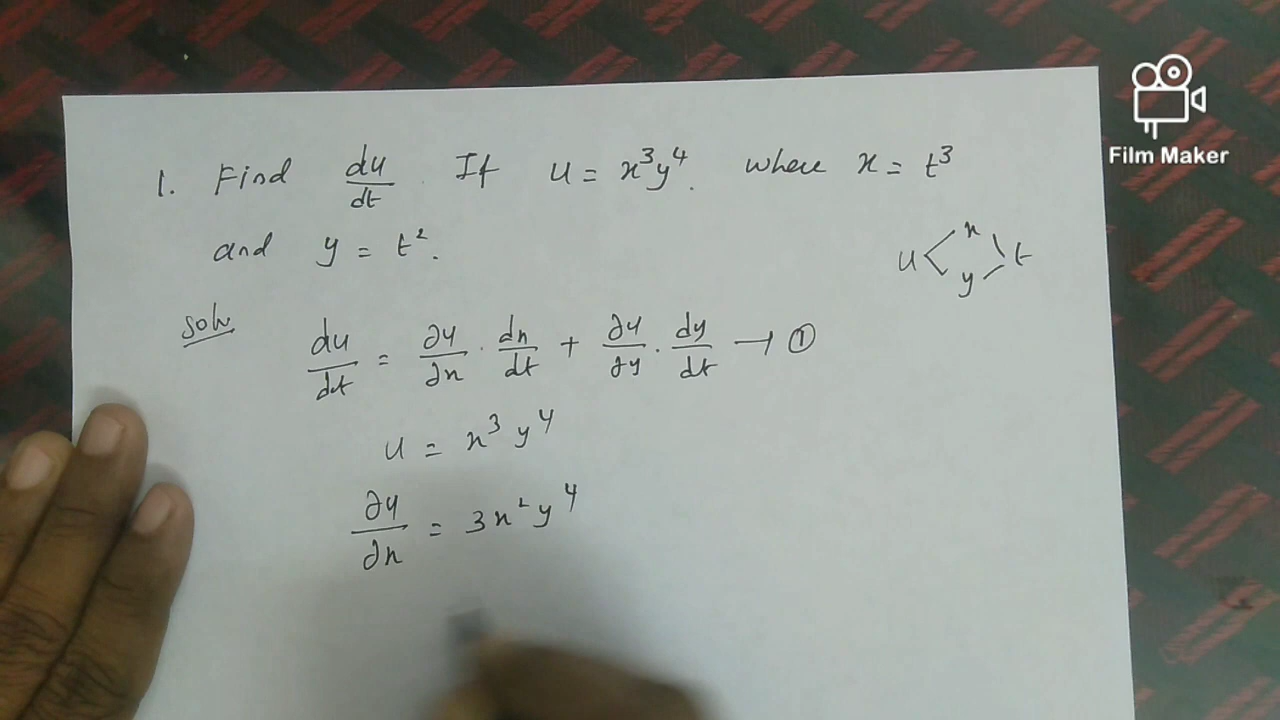 Film Maker
1. Find du/dt If u = x³y⁴. where x = t³
and y = t².
u < x y > t
Soln
du/dt = ∂u/∂x · dx/dt + ∂u/∂y · dy/dt → ①
u = x³ y⁴
∂u/∂x = 3x² y⁴